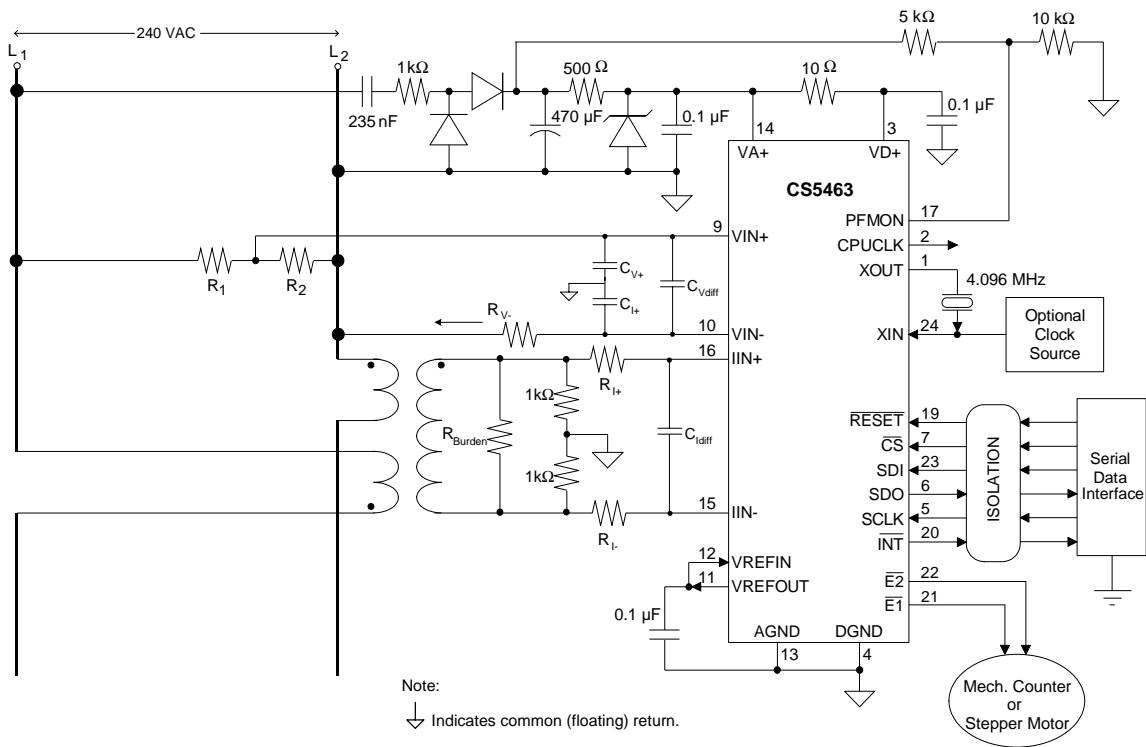 240 VAC
L1
L2
5 kΩ
10 kΩ
1kΩ
500 Ω
10 Ω
235 nF
470 µF
0.1 µF
14
3
0.1 µF
VA+
VD+
CS5463
9
VIN+
PFMON
17
CPUCLK
2
XOUT
1
4.096 MHz
R1
R2
CV+
CI+
CVdiff
RV-
10
VIN-
XIN
24
Optional
Clock
Source
16
IIN+
RI+
1kΩ
RBurden
CIdiff
1kΩ
15
IIN-
RI-
RESET
19
CS
7
SDI
23
SDO
6
SCLK
5
INT
20
ISOLATION
Serial
Data
Interface
12
VREFIN
11
VREFOUT
E2
22
E1
21
0.1 µF
AGND
DGND
13
4
Mech. Counter
or
Stepper Motor
Note:
Indicates common (floating) return.